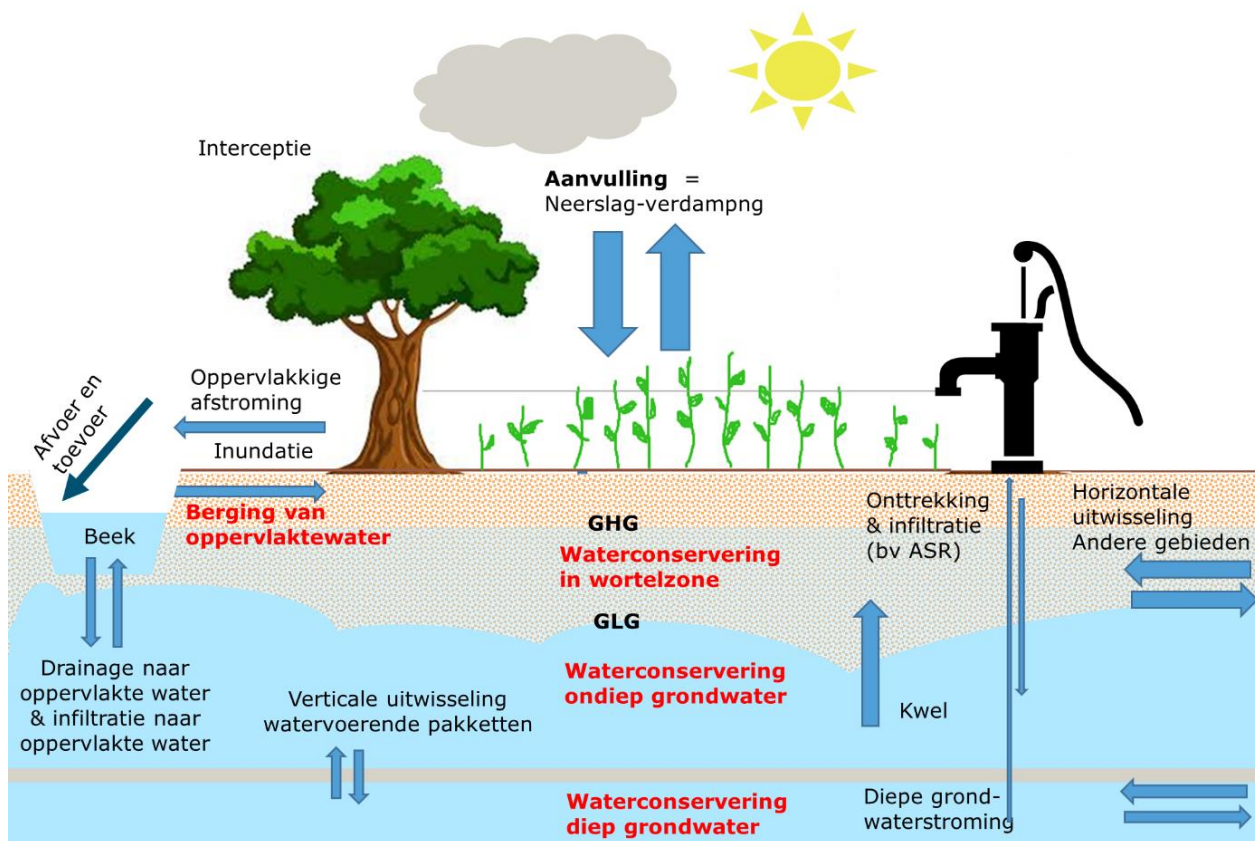 Interceptie
Aanvulling =
Neerslag-verdampng
Oppervlakkige
afstroming
Afvoer en
toevoer
Inundatie
Berging van
oppervlaktewater
Beek
GHG
Waterconservering
in wortelzone
Onttrekking
& infiltratie
(bv ASR)
Horizontale
uitwisseling
Andere gebieden
GLG
Drainage naar
oppervlakte water
& infiltratie naar
oppervlakte water
Verticale uitwisseling
watervoerende pakketten
Waterconservering
ondiep grondwater
Kwel
Waterconservering
diep grondwater
Diepe grond-
waterstroming